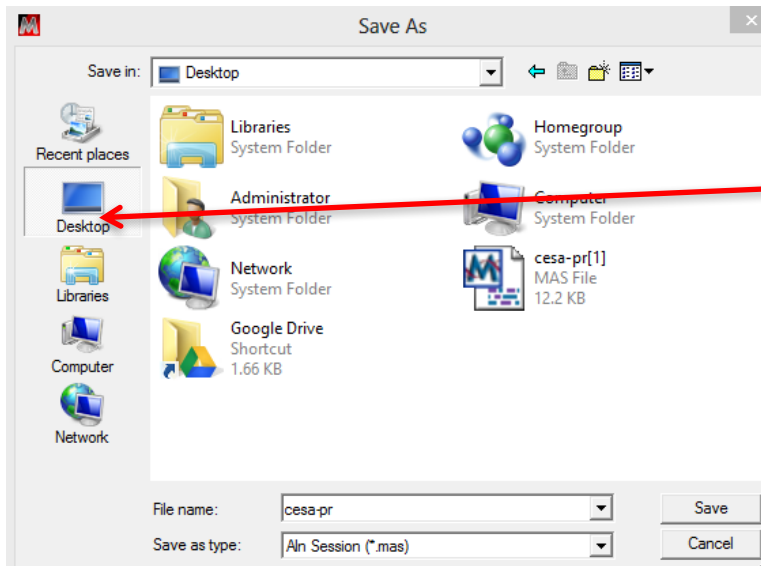 Save As
Save in: Desktop
Recent places
Desktop
Libraries
Computer
Network
Libraries
System Folder
Homegroup
System Folder
Administrator
System Folder
Computer
System Folder
Network
System Folder
cesa-pr[1]
MAS File
12.2 KB
Google Drive
Shortcut
1.66 KB
File name: cesa-pr Save
Save as type: Aln Session (*.mas) Cancel